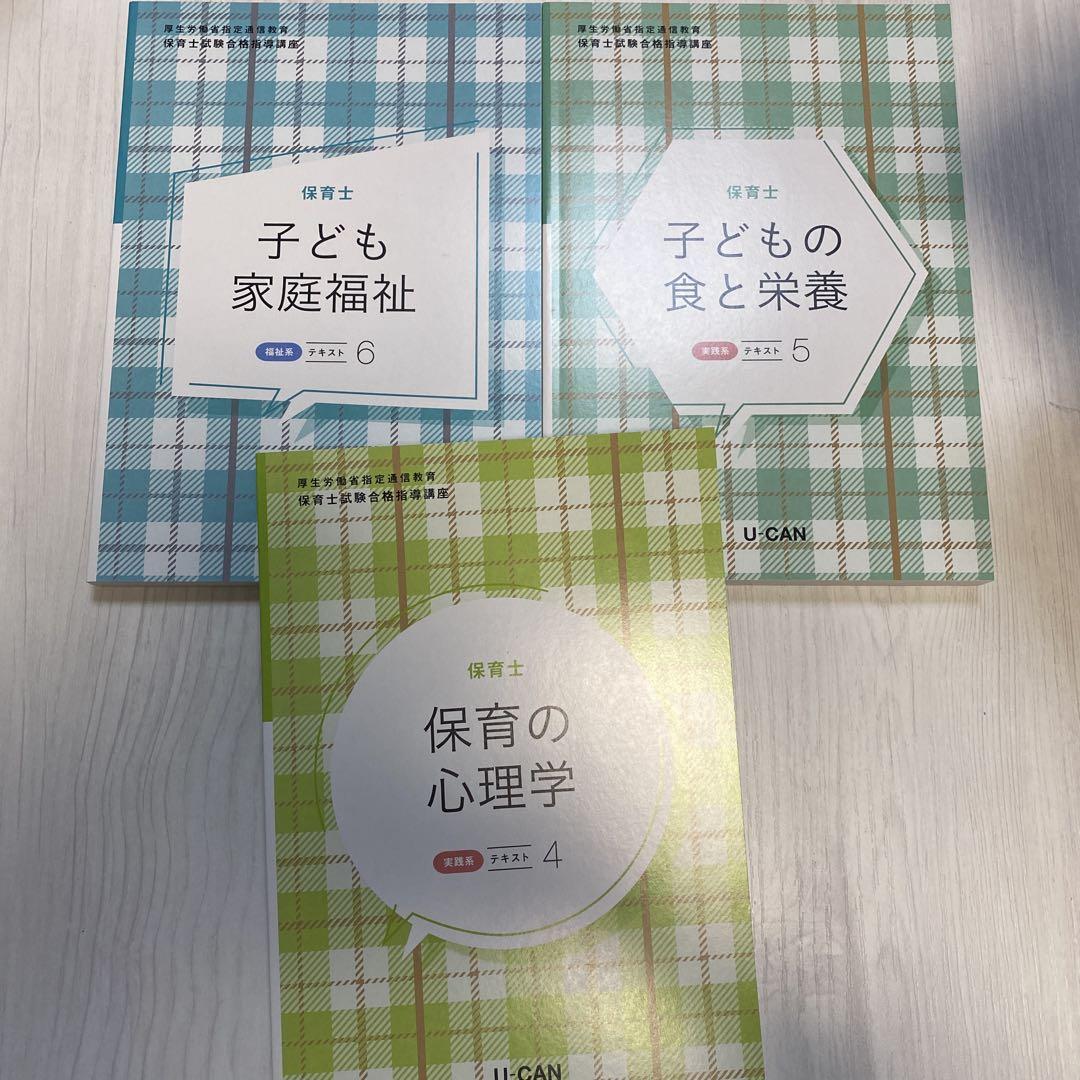 厚生労働省指定通信教育
保育士試験合格指導講座
保育士
子ども
家庭福祉
福祉系 テキスト 6
厚生労働省指定通信教育
保育士試験合格指導講座
保育士
子どもの
食と栄養
実践系 テキスト 5
U-CAN
厚生労働省指定通信教育
保育士試験合格指導講座
保育士
保育の
心理学
実践系 テキスト 4
U-CAN